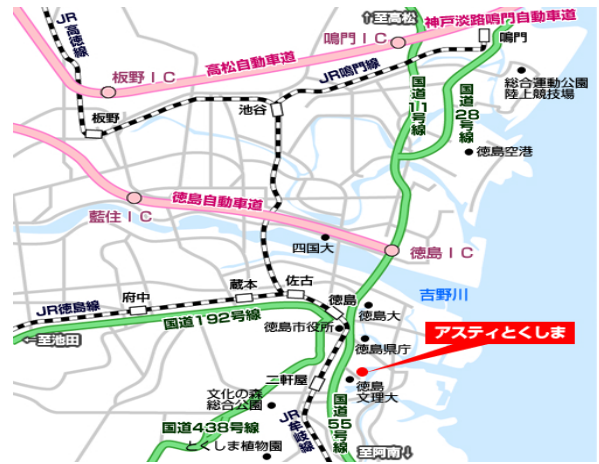 ↑至高松
神戸淡路鳴門自動車道
鳴門ＩＣ
鳴門
JR高徳線
高松自動車道
板野ＩＣ
JR鳴門線
国道11号線
国道28号線
総合運動公園
陸上競技場
板野
池谷
徳島空港
徳島自動車道
藍住ＩＣ
四国大
徳島ＩＣ
吉野川
蔵本
佐古
徳島
府中
JR徳島線
徳島大
国道192号線
徳島市役所
アスティとくしま
←至池田
徳島県庁
二軒屋
徳島
文理大
文化の森
総合公園
JR牟岐線
国道55号線
国道438号線
とくしま植物園
至阿南↓